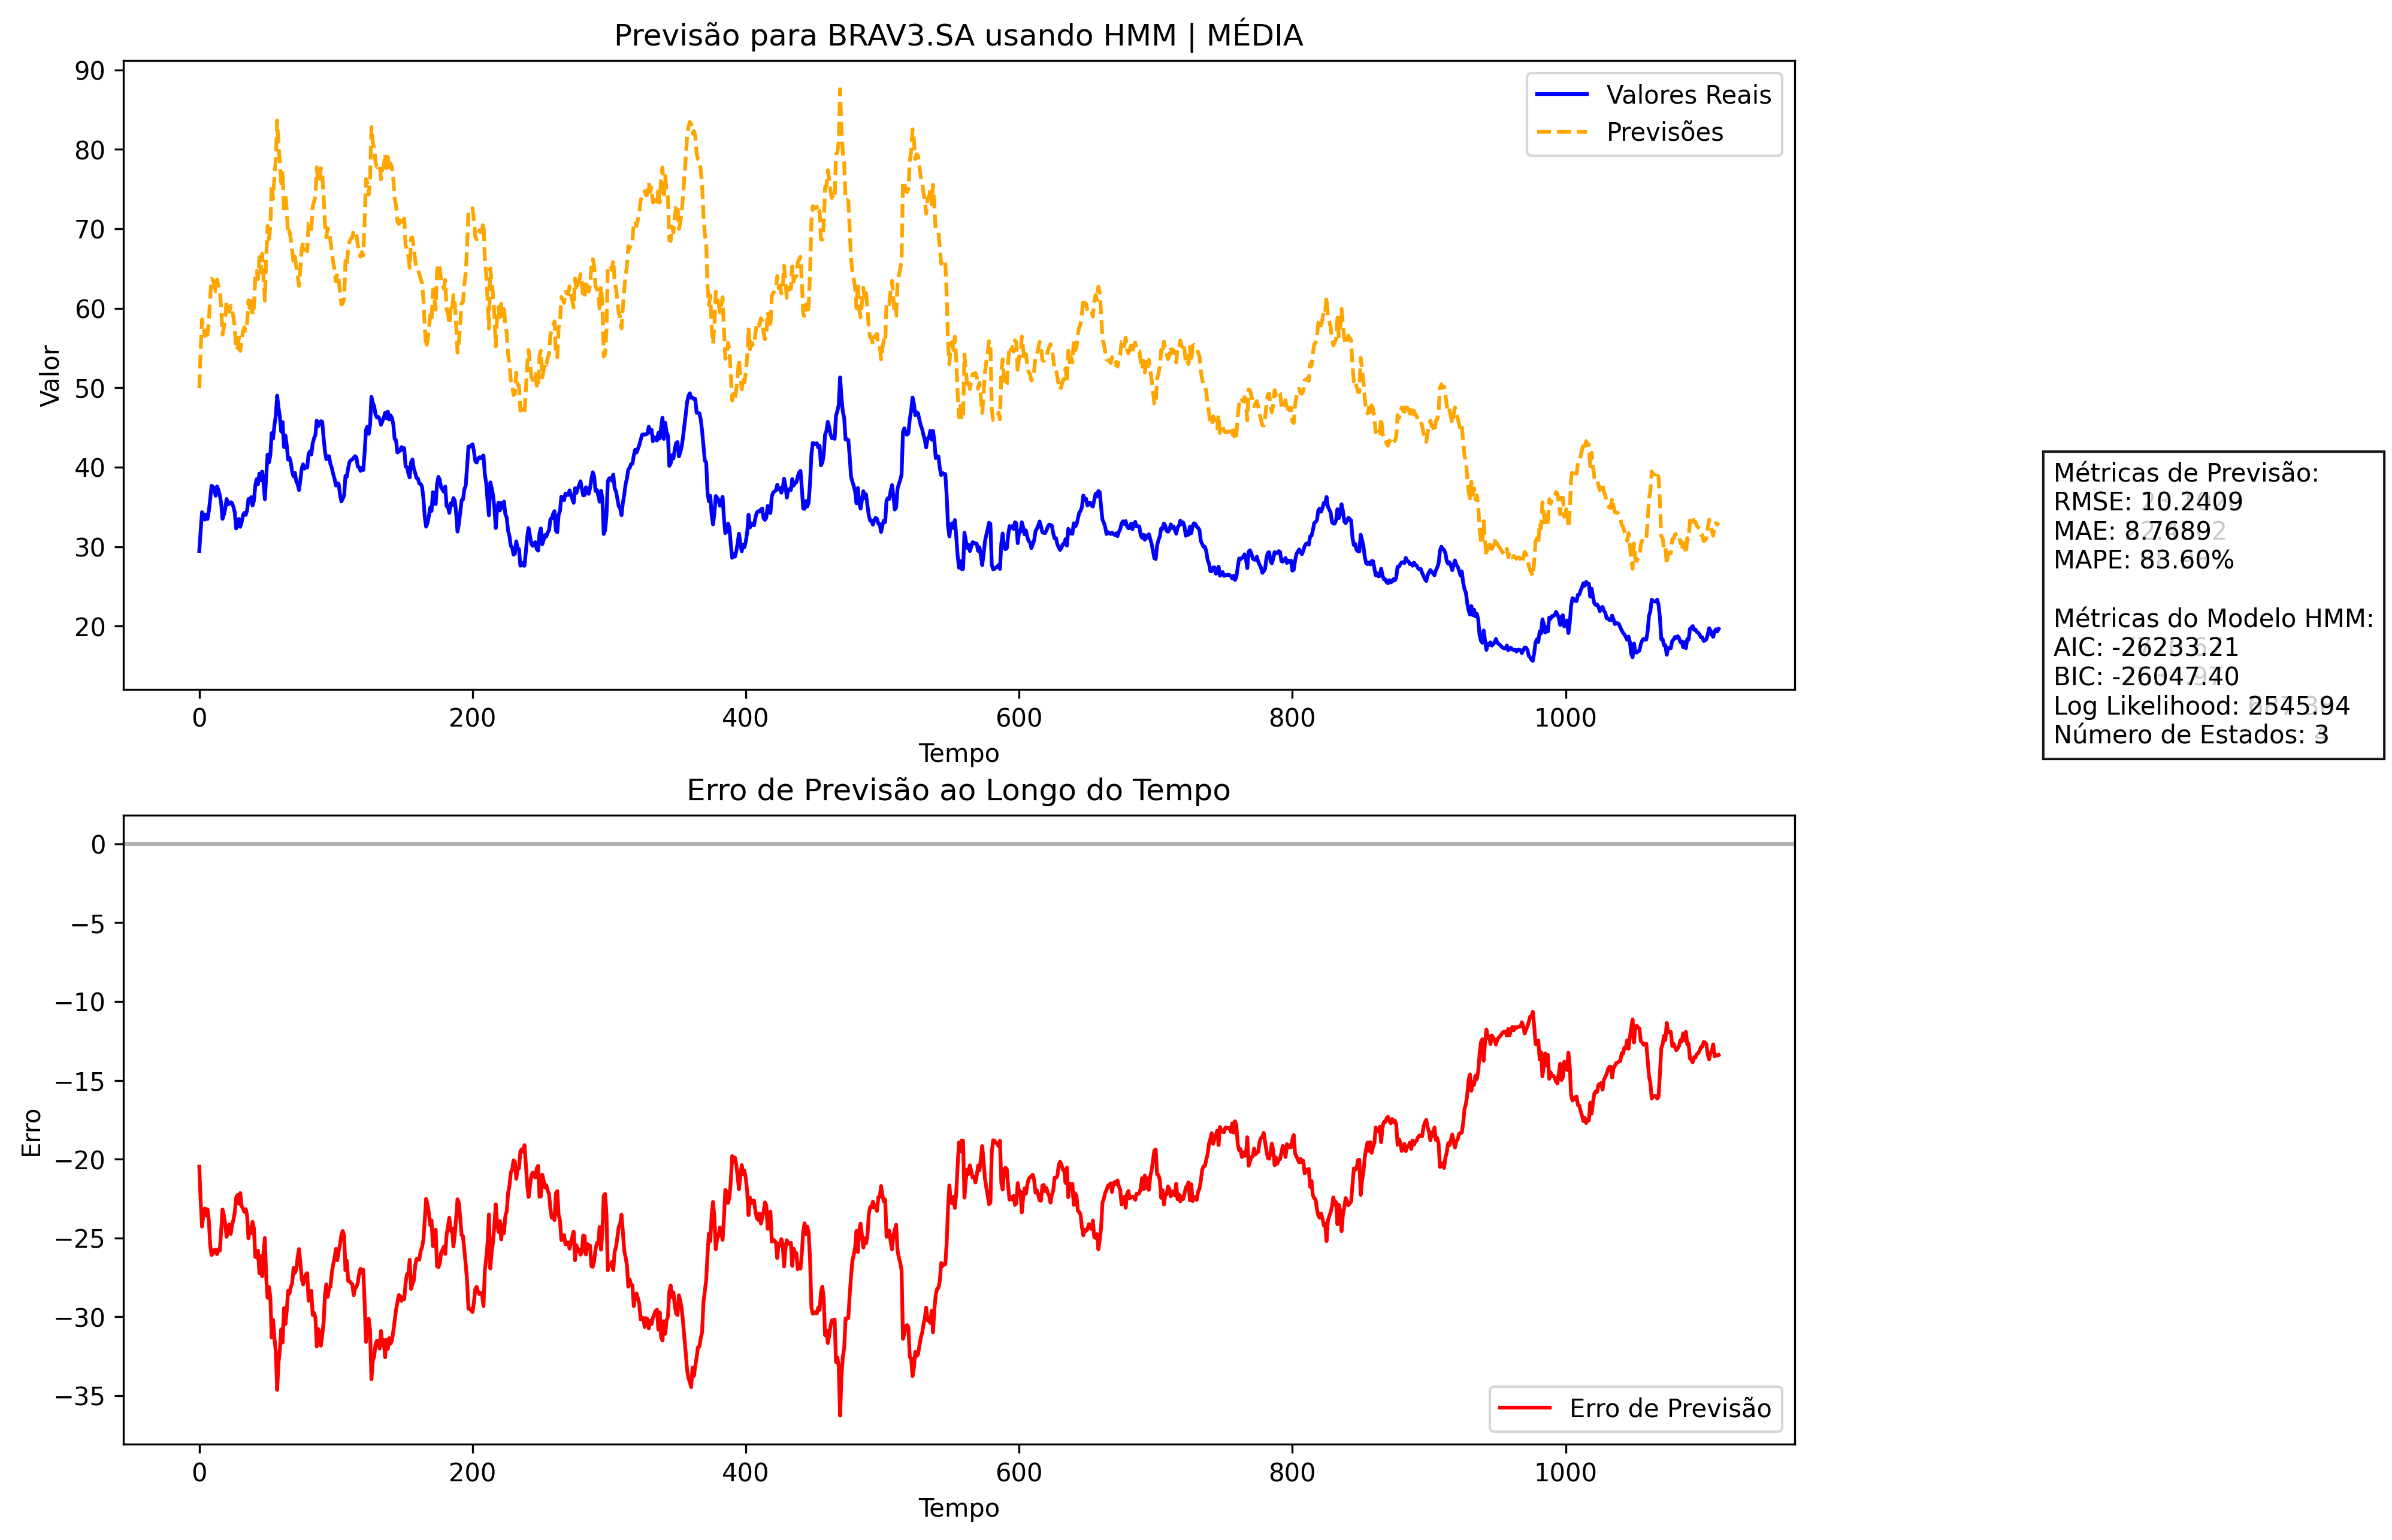 Previsão para BRAV3.SA usando HMM | MÉDIA
90
80
70
60
50
40
30
20
Valor
Valores Reais
Previsões
0 200 400 600 800 1000
Tempo
Métricas de Previsão:
RMSE: 10.2409
MAE: 8.7689
MAPE: 83.60%
Métricas do Modelo HMM:
AIC: -26233.21
BIC: -26047.40
Log Likelihood: 2545.94
Número de Estados: 3
Erro de Previsão ao Longo do Tempo
0
−5
−10
−15
−20
−25
−30
−35
Erro
Erro de Previsão
0 200 400 600 800 1000
Tempo